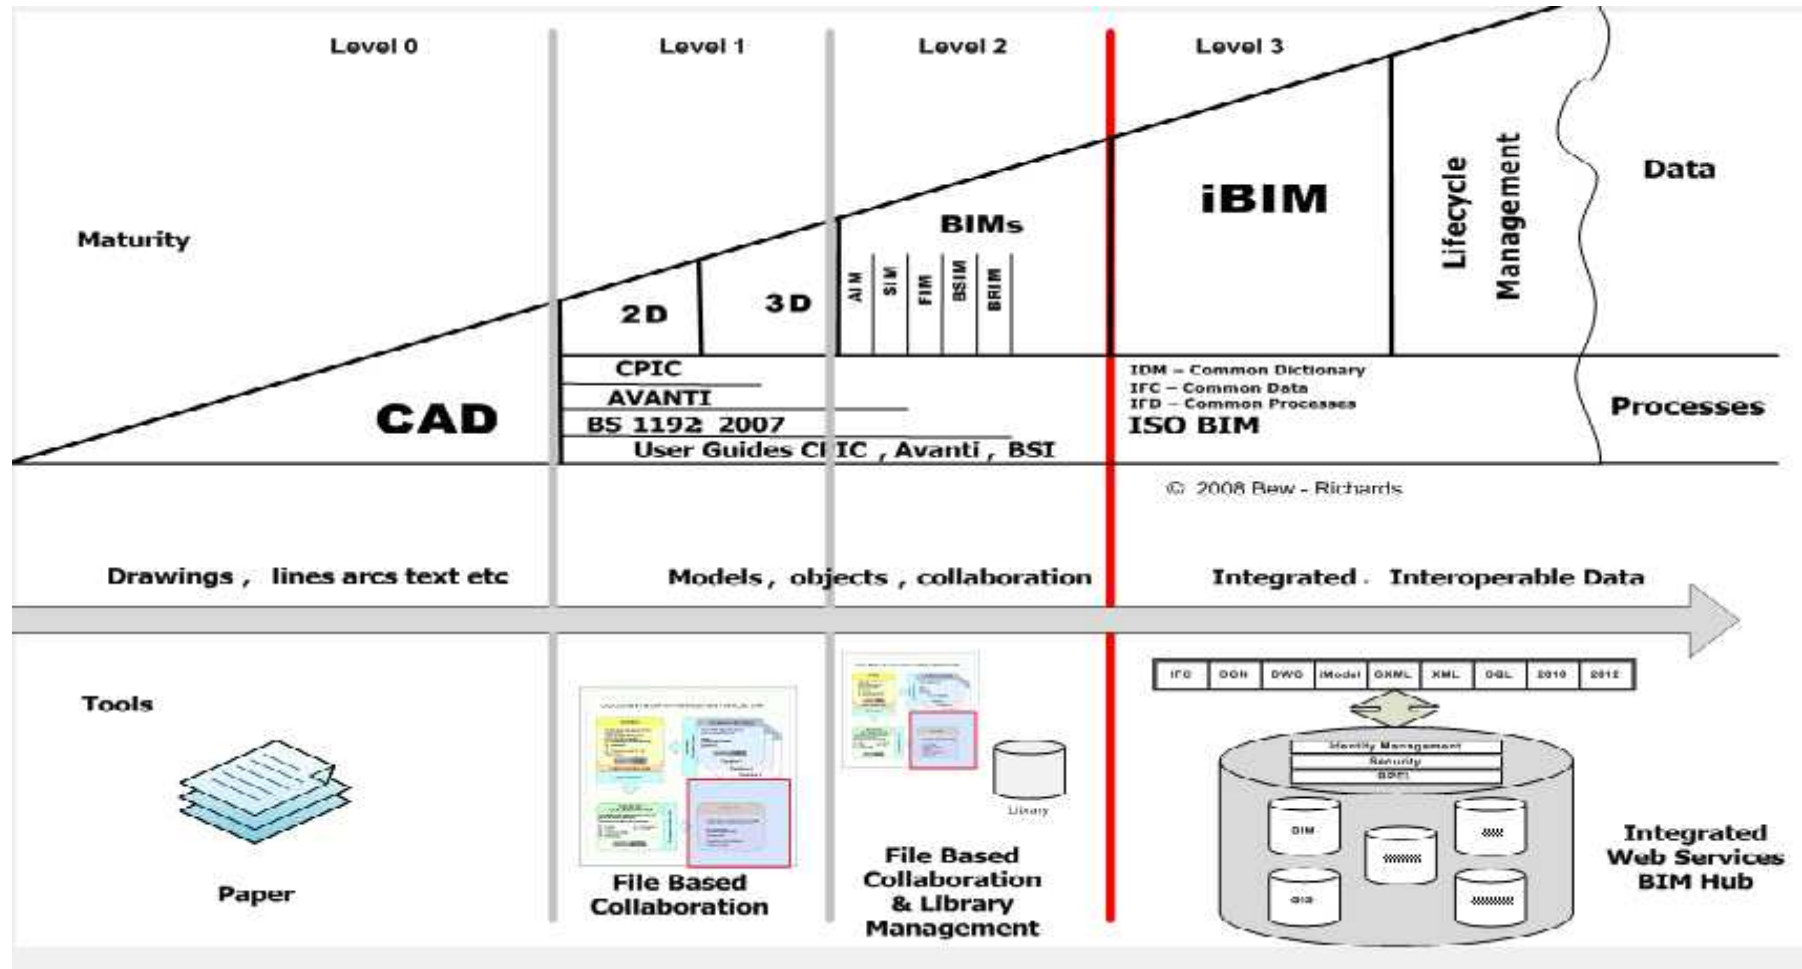 Level 0
Level 1
Level 2
Level 3
Maturity
CAD
2D
3D
BIMs
AIM
SIM
FIM
BSIM
BRIM
iBIM
Lifecycle
Management
Data
CPIC
AVANTI
BS 1192: 2007
User Guides CPIC , Avanti , BSI
IDM – Common Dictionary
IFC – Common Data
IFD – Common Processes
ISO BIM
Processes
© 2008 Bew - Richards
Drawings , lines arcs text etc
Models , objects , collaboration
Integrated , Interoperable Data
Tools
Paper
File Based
Collaboration
Library
File Based
Collaboration
& Library
Management
IFC DGN DWG iModel GXML XML 2010 2012
Identity Management
Security
BIM
GIS
Integrated
Web Services
BIM Hub